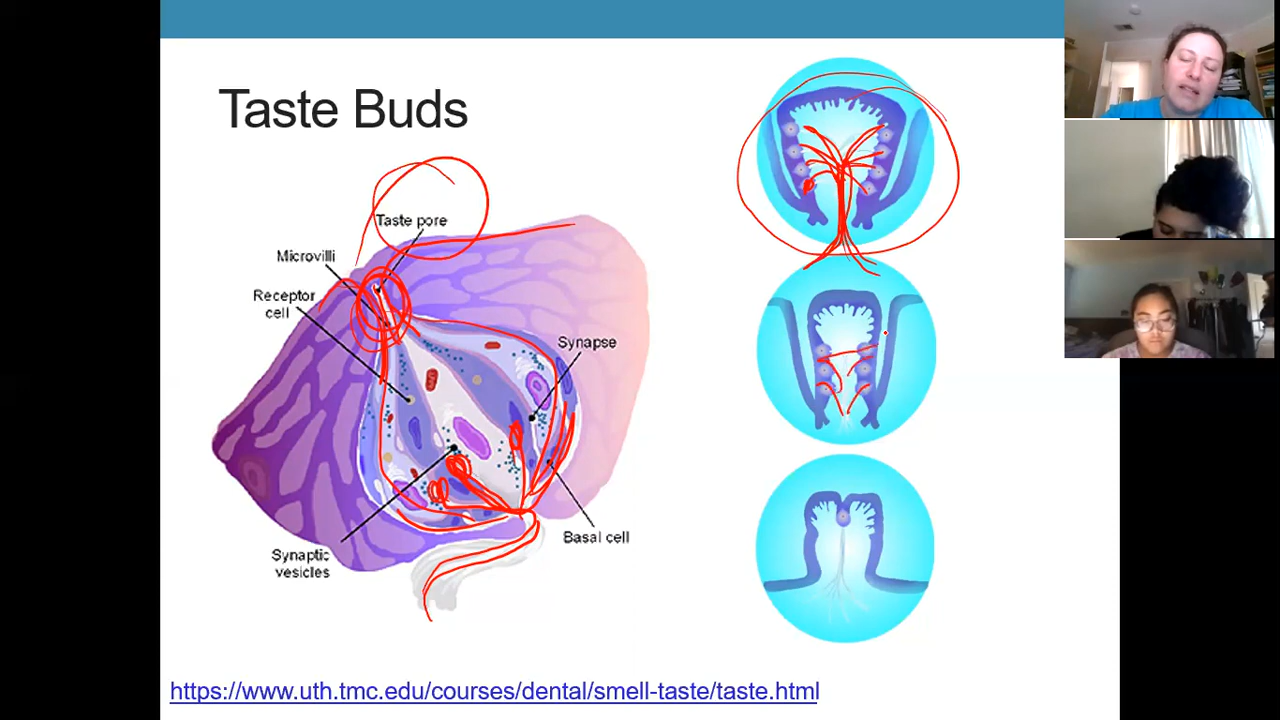 Taste Buds
Taste pore
Microvilli
Receptor
cell
Synapse
Basal cell
Synaptic
vesicles
https://www.uth.tmc.edu/courses/dental/smell-taste/taste.html